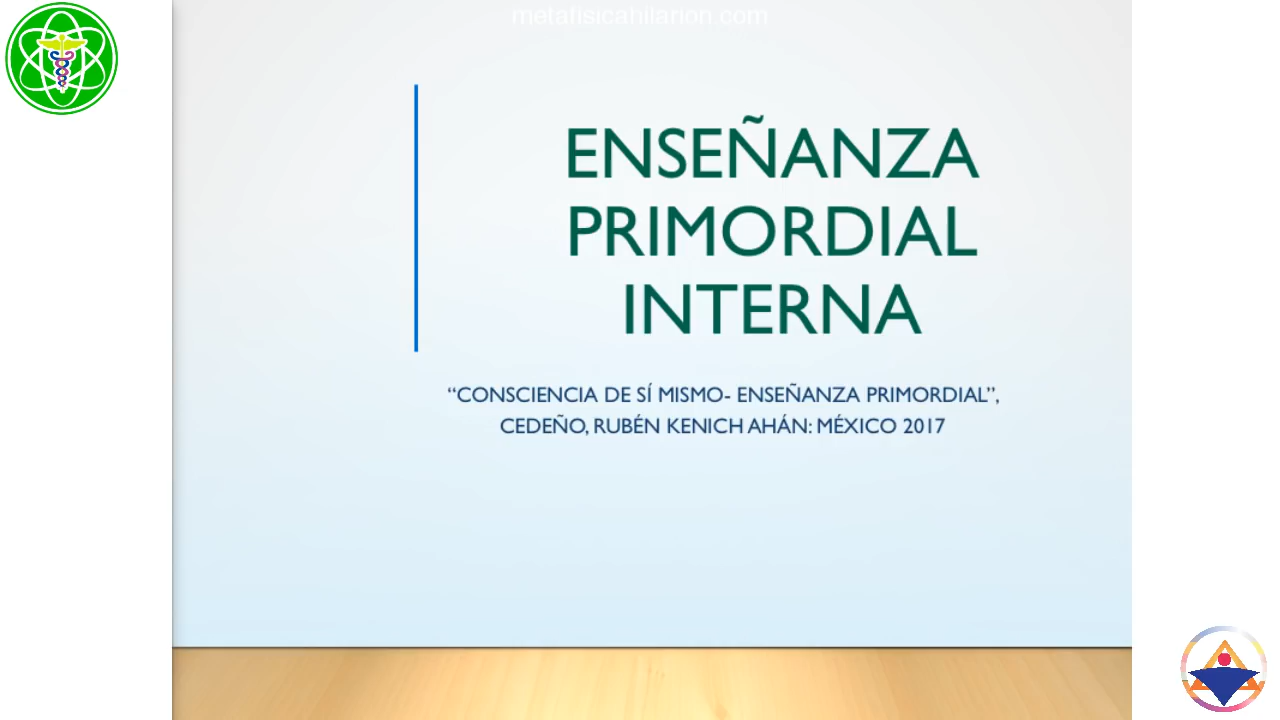 metafisicahilarion.com
ENSEÑANZA
PRIMORDIAL
INTERNA
“CONSCIENCIA DE SÍ MISMO- ENSEÑANZA PRIMORDIAL”,
CEDEÑO, RUBÉN KENICH AHÁN: MÉXICO 2017